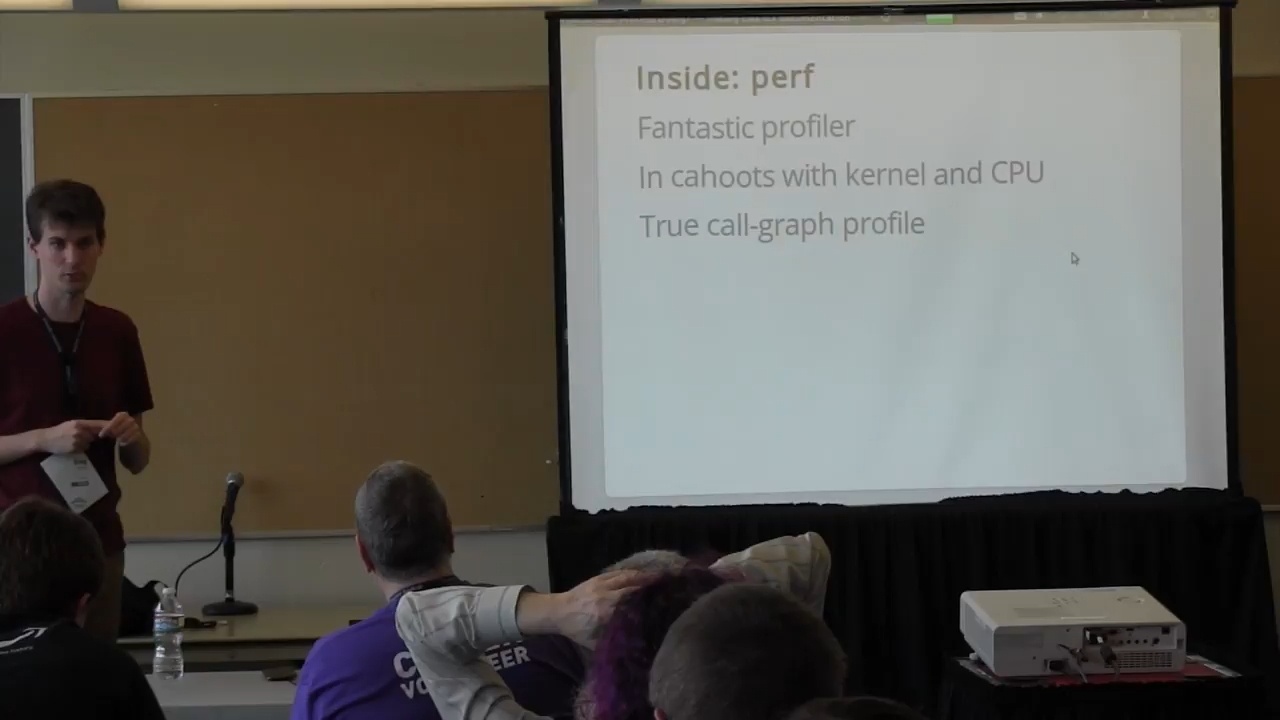 Inside: perf
Fantastic profiler
In cahoots with kernel and CPU
True call-graph profile